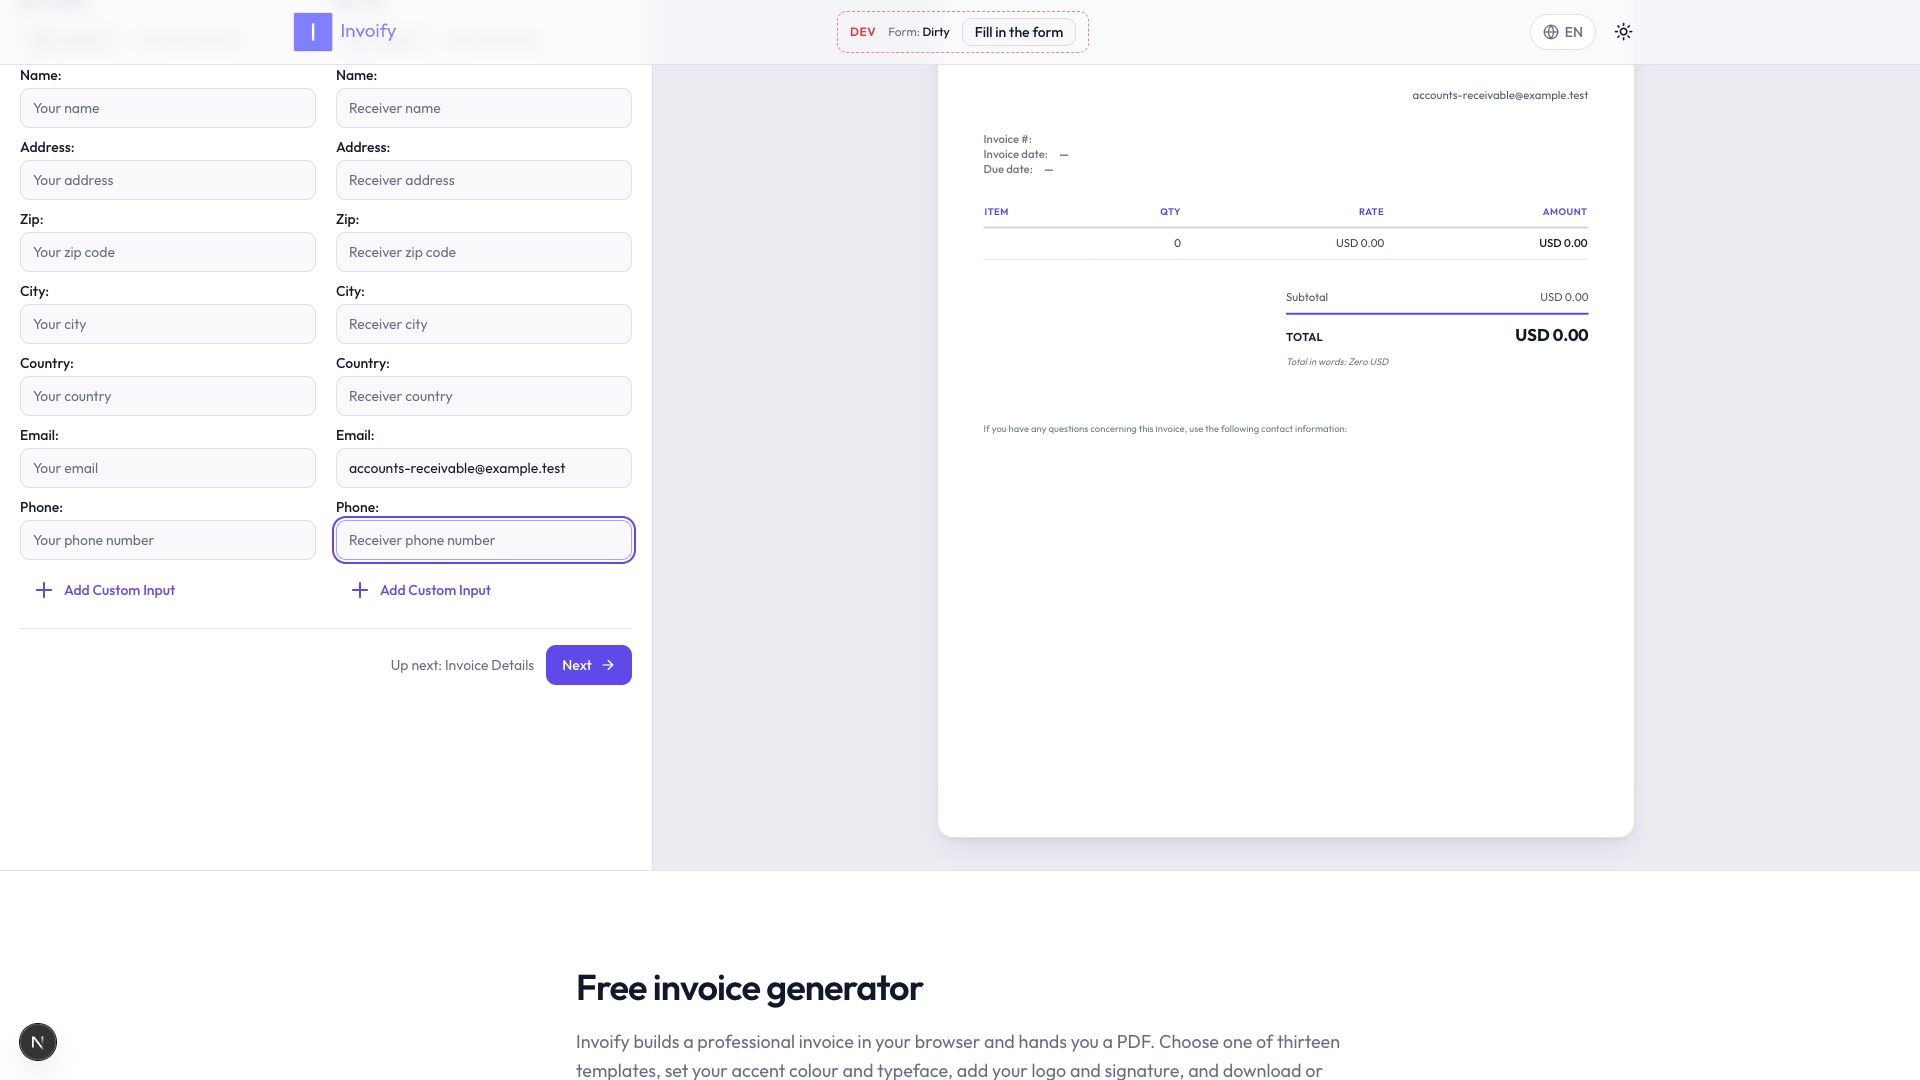 Invoify
DEV Form: Dirty Fill in the form
EN
Name:
Your name
Address:
Your address
Zip:
Your zip code
City:
Your city
Country:
Your country
Email:
Your email
Phone:
Your phone number
Add Custom Input
Name:
Receiver name
Address:
Receiver address
Zip:
Receiver zip code
City:
Receiver city
Country:
Receiver country
Email:
accounts-receivable@example.test
Phone:
Receiver phone number
Add Custom Input
Up next: Invoice Details Next
accounts-receivable@example.test
Invoice #:
Invoice date: —
Due date: —
ITEM QTY RATE AMOUNT
0 USD 0.00 USD 0.00
Subtotal USD 0.00
TOTAL USD 0.00
Total in words: Zero USD
If you have any questions concerning this invoice, use the following contact information:
Free invoice generator
Invoify builds a professional invoice in your browser and hands you a PDF. Choose one of thirteen
templates, set your accent colour and typeface, add your logo and signature, and download or